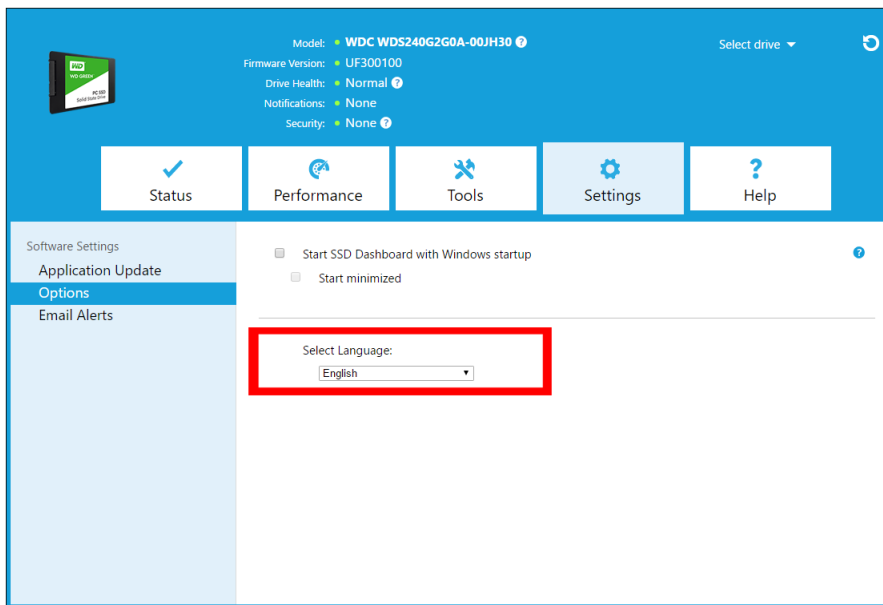 Model: WDC WDS240G2G0A-00JH30 ?
Select drive
Firmware Version: UF300100
Drive Health: Normal ?
Notifications: None
Security: None ?
WD
WD GREEN
PC SSD
Solid State Drive
Status
Performance
Tools
Settings
? Help
Software Settings
Application Update
Options
Email Alerts
Start SSD Dashboard with Windows startup
?
Start minimized
Select Language:
English